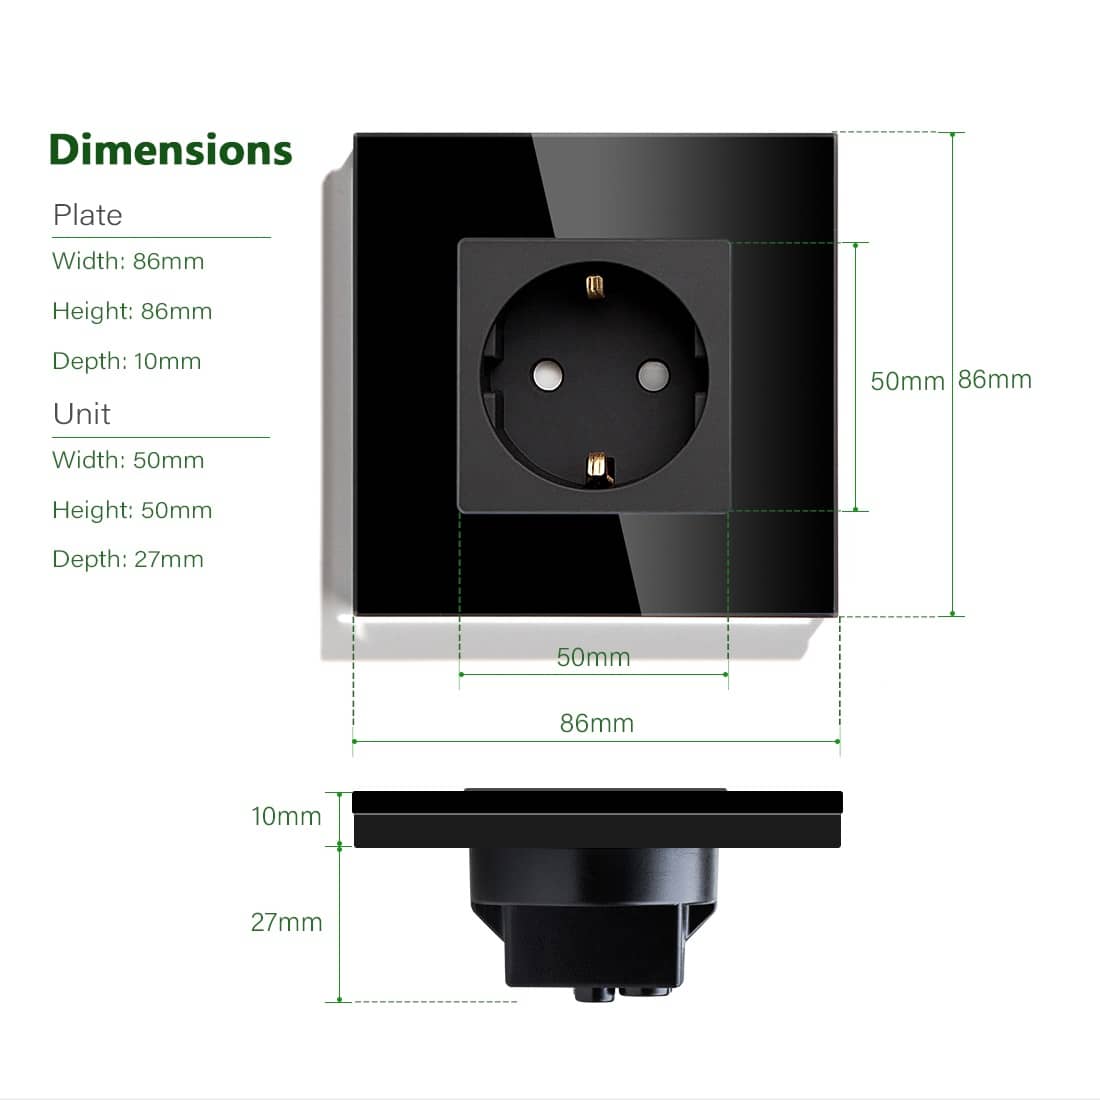 Dimensions
Plate
Width: 86mm
Height: 86mm
Depth: 10mm
Unit
Width: 50mm
Height: 50mm
Depth: 27mm
50mm
86mm
50mm
86mm
10mm
27mm